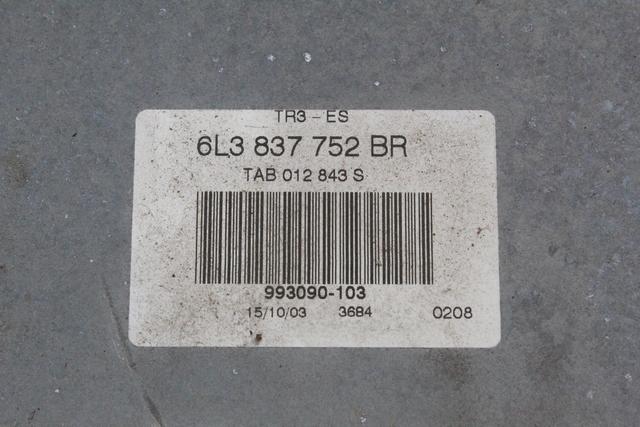 TR3 - ES
6L3 837 752 BR
TAB 012 843 S
993090-103
15/10/03 3684 0208